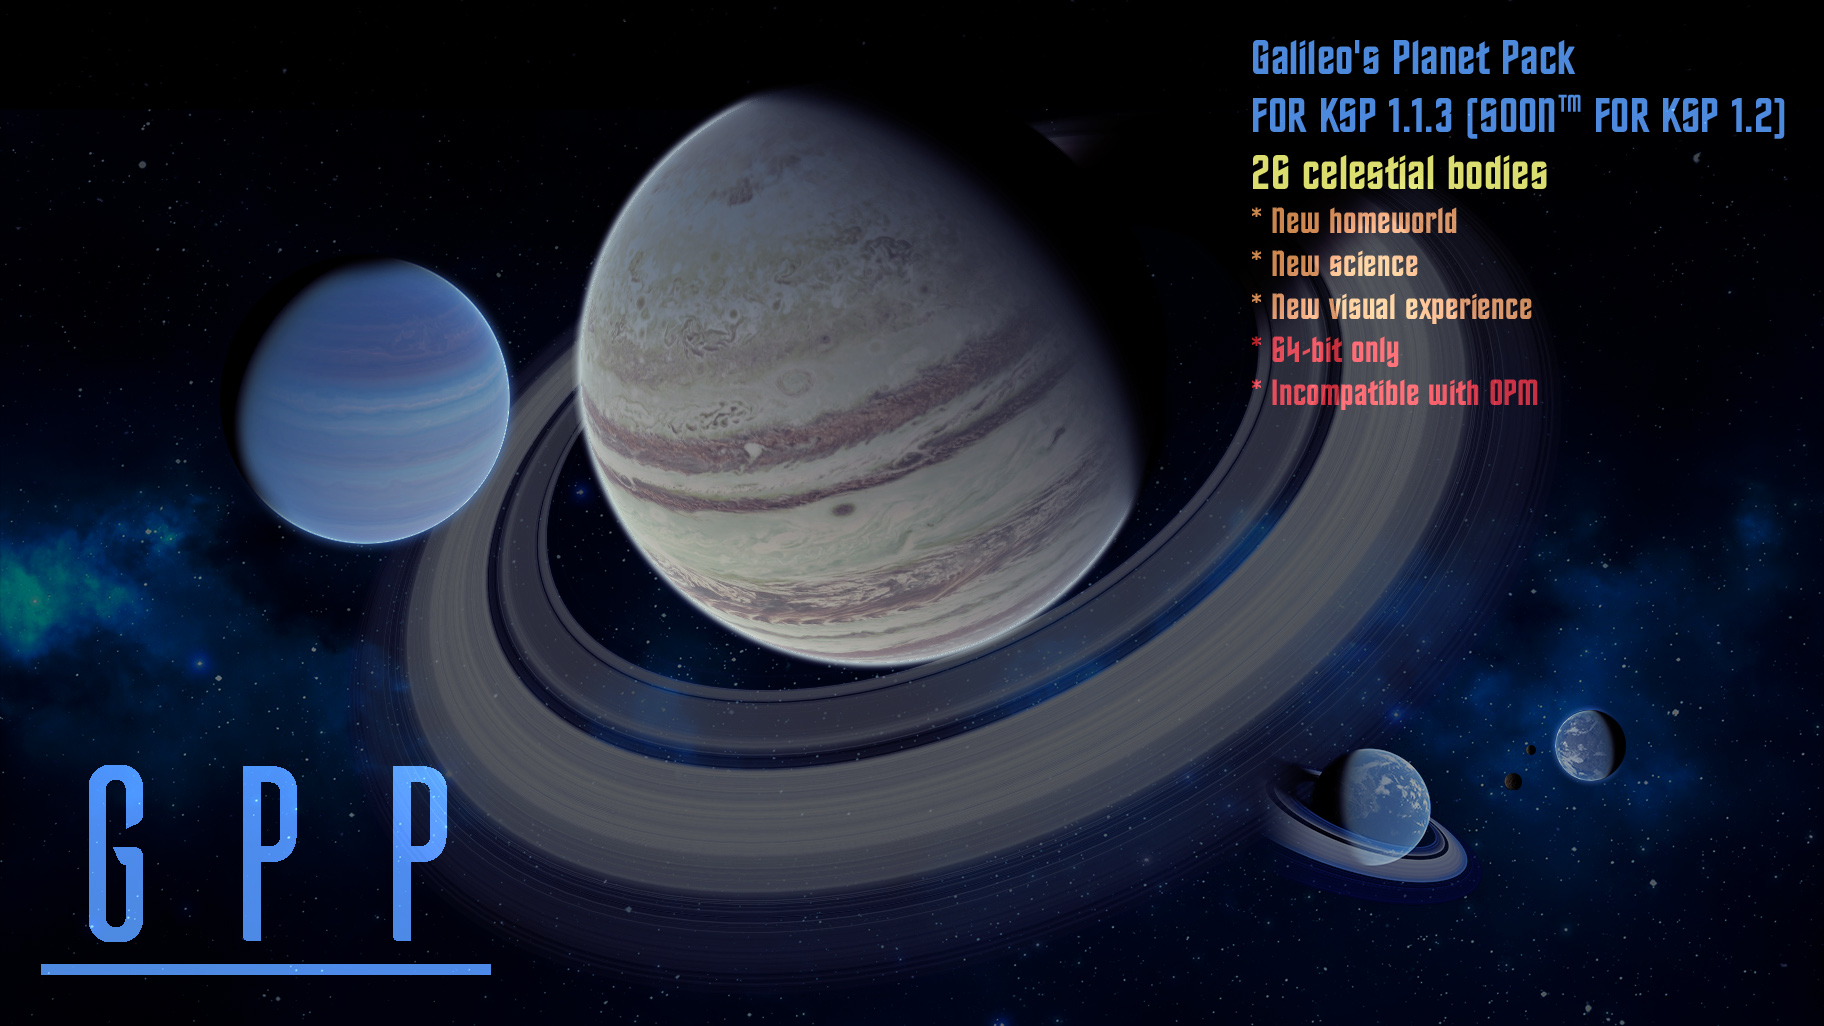 Galileo's Planet Pack
FOR KSP 1.1.3 (SOON™ FOR KSP 1.2)
26 celestial bodies
* New homeworld
* New science
* New visual experience
* 64-bit only
* Incompatible with OPM
GPP